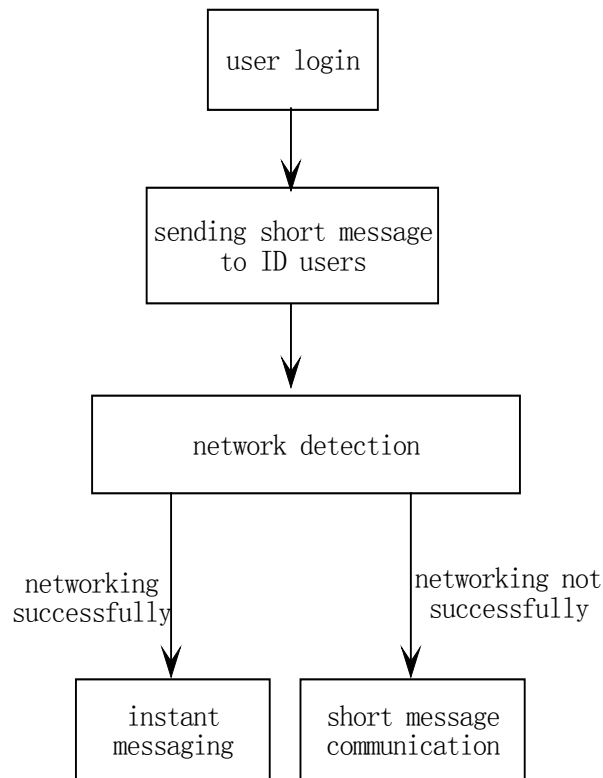 user login
sending short message
to ID users
network detection
networking
successfully
networking not
successfully
instant
messaging
short message
communication